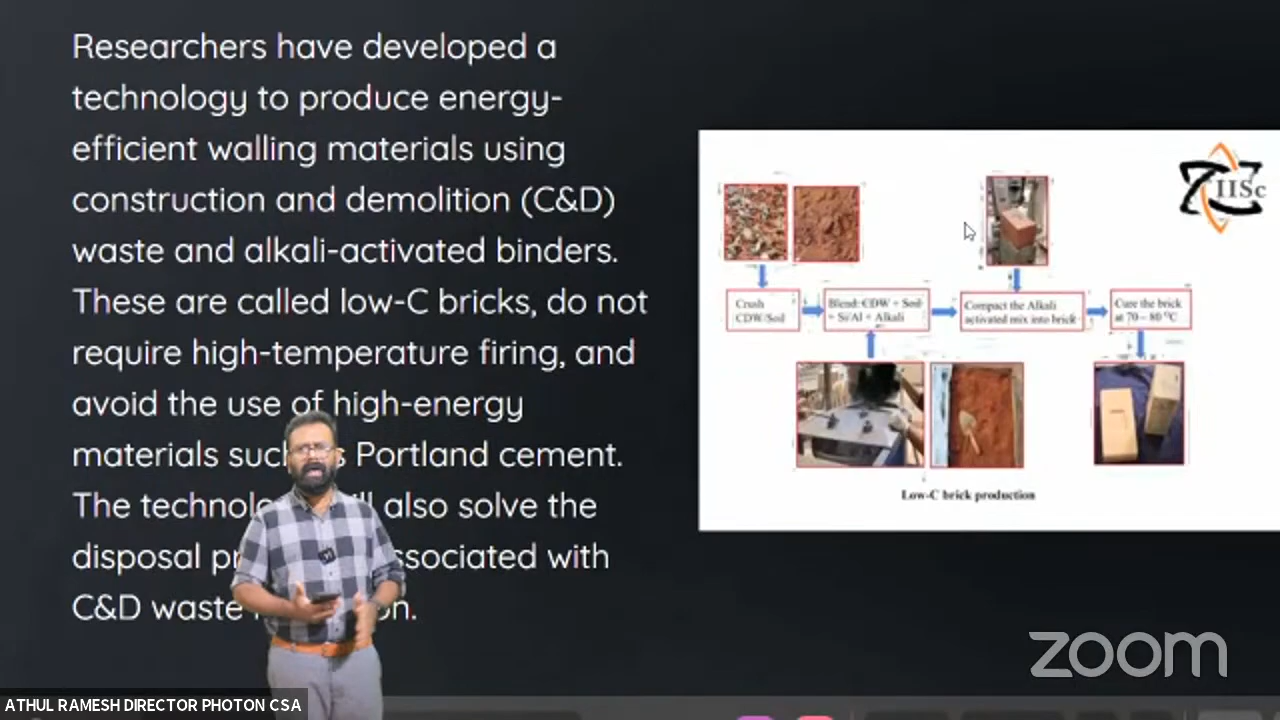 Researchers have developed a
technology to produce energy-
efficient walling materials using
construction and demolition (C&D)
waste and alkali-activated binders.
These are called low-C bricks, do not
require high-temperature firing, and
avoid the use of high-energy
materials such Portland cement.
The also solve the
disposal ssociated with
C&D waste
IISc
Crush
CDW/Soil
Blend: CDW + Soil
+ Si/Al + Alkali
Compact the Alkali
activated mix into brick
Cure the brick
at 70 – 80 °C
Low-C brick production
zoom
ATHUL RAMESH DIRECTOR PHOTON CSA